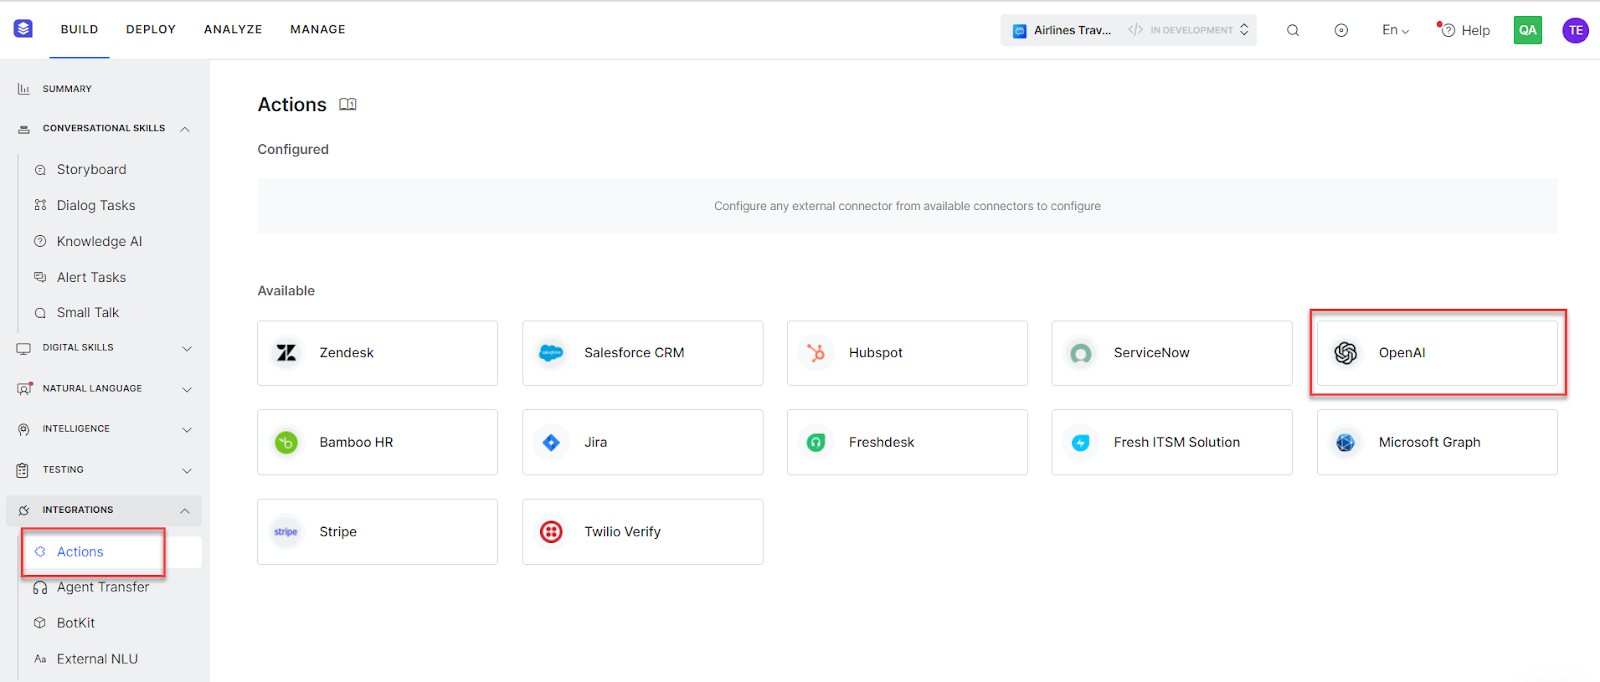 BUILD DEPLOY ANALYZE MANAGE Airlines Trav... </> IN DEVELOPMENT En Help QA TE
SUMMARY
CONVERSATIONAL SKILLS
Storyboard
Dialog Tasks
Knowledge AI
Alert Tasks
Small Talk
DIGITAL SKILLS
NATURAL LANGUAGE
INTELLIGENCE
TESTING
INTEGRATIONS
Actions
Agent Transfer
BotKit
Aa External NLU
Actions
Configured
Configure any external connector from available connectors to configure
Available
Zendesk
Salesforce CRM
Hubspot
ServiceNow
OpenAI
Bamboo HR
Jira
Freshdesk
Fresh ITSM Solution
Microsoft Graph
stripe Stripe
Twilio Verify